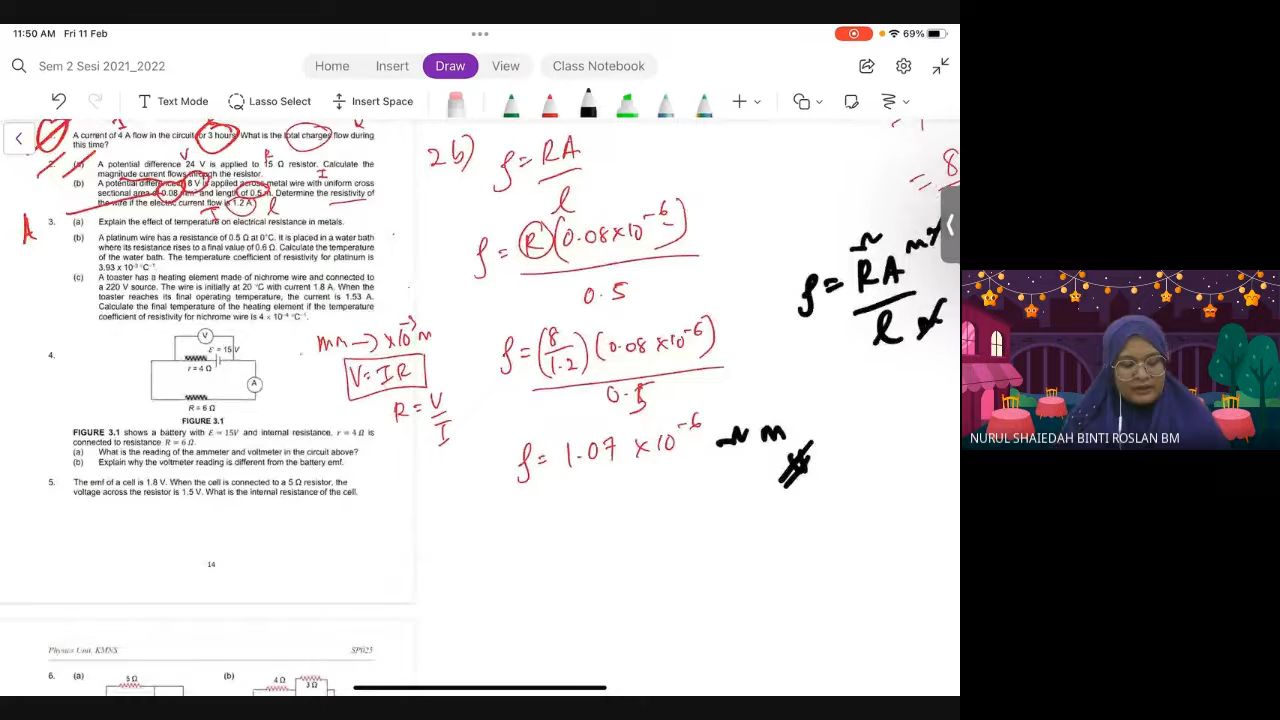 11:50 AM Fri 11 Feb
69%
Sem 2 Sesi 2021_2022
Home Insert Draw View Class Notebook
Text Mode Lasso Select Insert Space
A current of 4 A flow in the circuit for 3 hours. What is the total charges flow during
this time?
2. (a) A potential difference 24 V is applied to 15 Ω resistor. Calculate the
magnitude current flows through the resistor.
(b) A potential difference 8 V is applied across metal wire with uniform cross
sectional area of 0.08 mm² and length of 0.5 m. Determine the resistivity of
the wire if the electric current flow is 1.2 A.
3. (a) Explain the effect of temperature on electrical resistance in metals.
(b) A platinum wire has a resistance of 0.5 Ω at 0°C. It is placed in a water bath
where its resistance rises to a final value of 0.6 Ω. Calculate the temperature
of the water bath. The temperature coefficient of resistivity for platinum is
3.93 x 10⁻³ °C⁻¹
(c) A toaster has a heating element made of nichrome wire and connected to
a 220 V source. The wire is initially at 20 °C with current 1.8 A. When the
toaster reaches its final operating temperature, the current is 1.53 A.
Calculate the final temperature of the heating element if the temperature
coefficient of resistivity for nichrome wire is 4 × 10⁻⁴ °C⁻¹.
4.
V
ε = 15 V
r = 4 Ω
A
R = 6 Ω
FIGURE 3.1
FIGURE 3.1 shows a battery with ε = 15V and internal resistance, r = 4 Ω is
connected to resistance R = 6 Ω.
(a) What is the reading of the ammeter and voltmeter in the circuit above?
(b) Explain why the voltmeter reading is different from the battery emf.
5. The emf of a cell is 1.8 V. When the cell is connected to a 5 Ω resistor, the
voltage across the resistor is 1.5 V. What is the internal resistance of the cell.
14
Physics Unit, KMNS SP025
6. (a) 5 Ω (b) 4 Ω 3 Ω
I
V
R
I
I
l
A
2b) ρ = RA / l
ρ = R (0.08×10⁻⁶) / 0.5
ρ = (8/1.2) (0.08 ×10⁻⁶) / 0.5
ρ = 1.07 ×10⁻⁶ Ω m
mm → ×10⁻³ m
V = IR
R = V / I
ρ = RA / l
Ω
= 8
NURUL SHAIEDAH BINTI ROSLAN BM